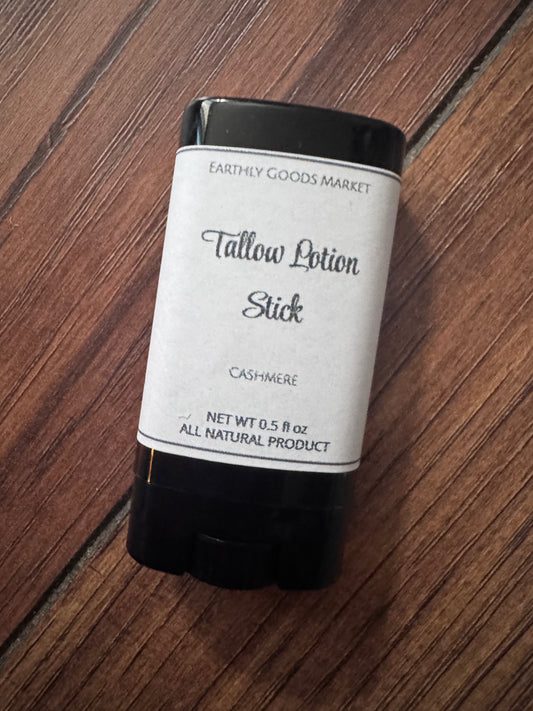 EARTHLY GOODS MARKET
Tallow Lotion
Stick
CASHMERE
NET WT 0.5 fl oz
ALL NATURAL PRODUCT